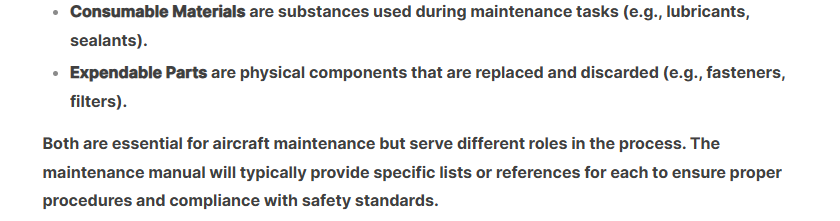 • Consumable Materials are substances used during maintenance tasks (e.g., lubricants,
sealants).
• Expendable Parts are physical components that are replaced and discarded (e.g., fasteners,
filters).
Both are essential for aircraft maintenance but serve different roles in the process. The
maintenance manual will typically provide specific lists or references for each to ensure proper
procedures and compliance with safety standards.